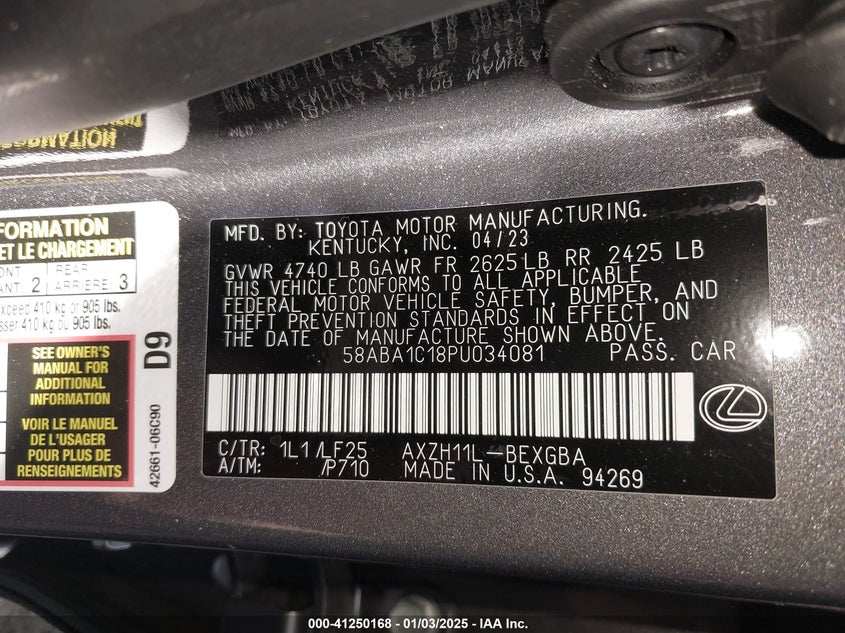 MFD. BY: TOYOTA MOTOR MANUFACTURING.
KENTUCKY, INC. 04/23
GVWR 4740 LB GAWR FR 2625 LB RR 2425 LB
THIS VEHICLE CONFORMS TO ALL APPLICABLE
FEDERAL MOTOR VEHICLE SAFETY, BUMPER, AND
THEFT PREVENTION STANDARDS IN EFFECT ON
THE DATE OF MANUFACTURE SHOWN ABOVE.
58ABA1C18PU034081 PASS. CAR
C/TR: 1L1/LF25 AXZH11L-BEXGBA
A/TM: /P710 MADE IN U.S.A. 94269
FORMATION
ET LE CHARGEMENT
2 REAR
ARRIERE 3
xceed 410 kg or 905 lbs.
sser 410 kg ou 905 lbs.
SEE OWNER'S
MANUAL FOR
ADDITIONAL
INFORMATION
VOIR LE MANUEL
DE L'USAGER
POUR PLUS DE
RENSEIGNEMENTS
D9
42661-06C90
000-41250168 - 01/03/2025 - IAA Inc.